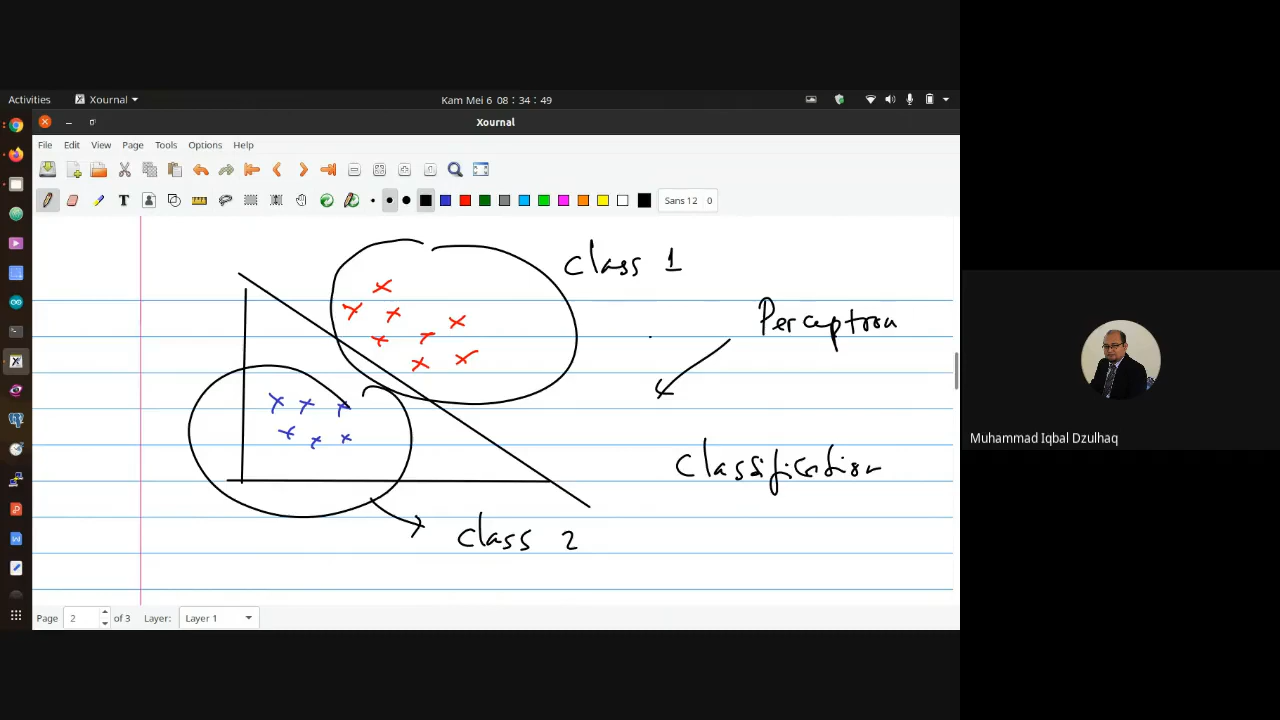 Activities Xournal Kam Mei 6 08:34:49
Xournal
File Edit View Page Tools Options Help
Sans 12 0
class 1
Perceptron
classification
class 2
Muhammad Iqbal Dzulhaq
Page 2 of 3 Layer: Layer 1